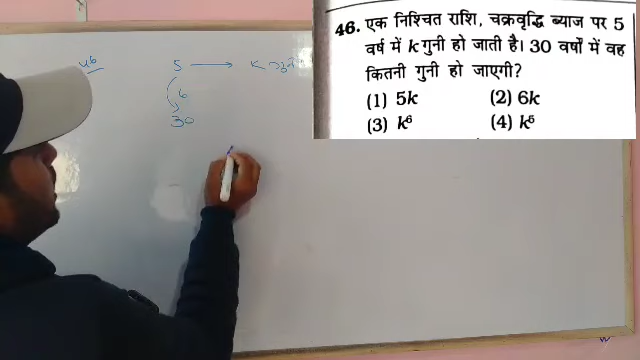 46. एक निश्चित राशि, चक्रवृद्धि ब्याज पर 5
वर्ष में k गुनी हो जाती है। 30 वर्षों में वह
कितनी गुनी हो जाएगी?
(1) 5k (2) 6k
(3) k⁶ (4) k⁵
46
5 → K गुनी
6
30